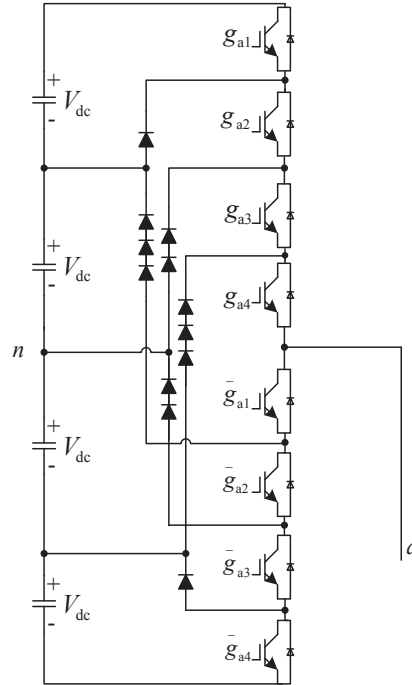 g_a1
+
V_dc
-
g_a2
g_a3
+
V_dc
-
g_a4
n
ḡ_a1
+
V_dc
-
ḡ_a2
a
ḡ_a3
+
V_dc
-
ḡ_a4